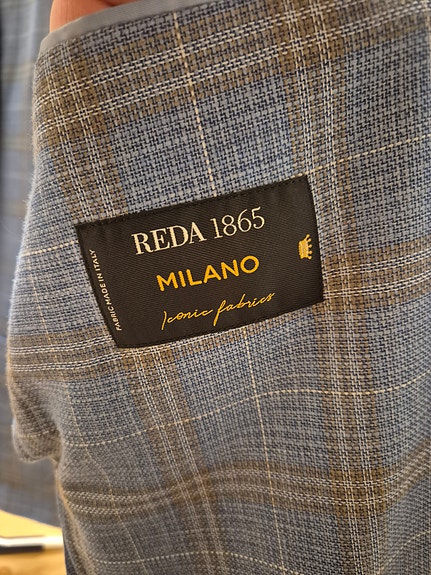 REDA 1865
MILANO
Iconic fabrics
FABRIC MADE IN ITALY